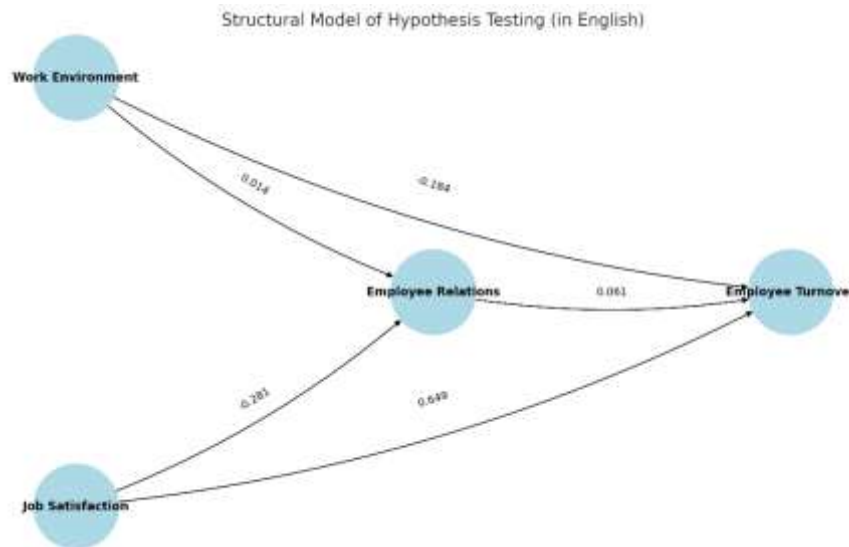 Structural Model of Hypothesis Testing (in English)
Work Environment
0.014
-0.184
Employee Relations
0.061
Employee Turnove
-0.281
0.649
Job Satisfaction